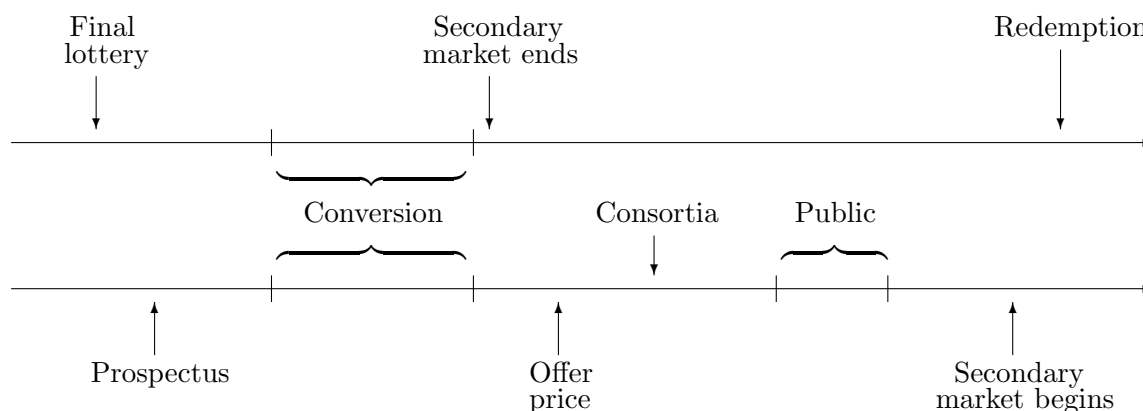 Final
lottery
Secondary
market ends
Redemption
Conversion
Consortia
Public
Prospectus
Offer
price
Secondary
market begins